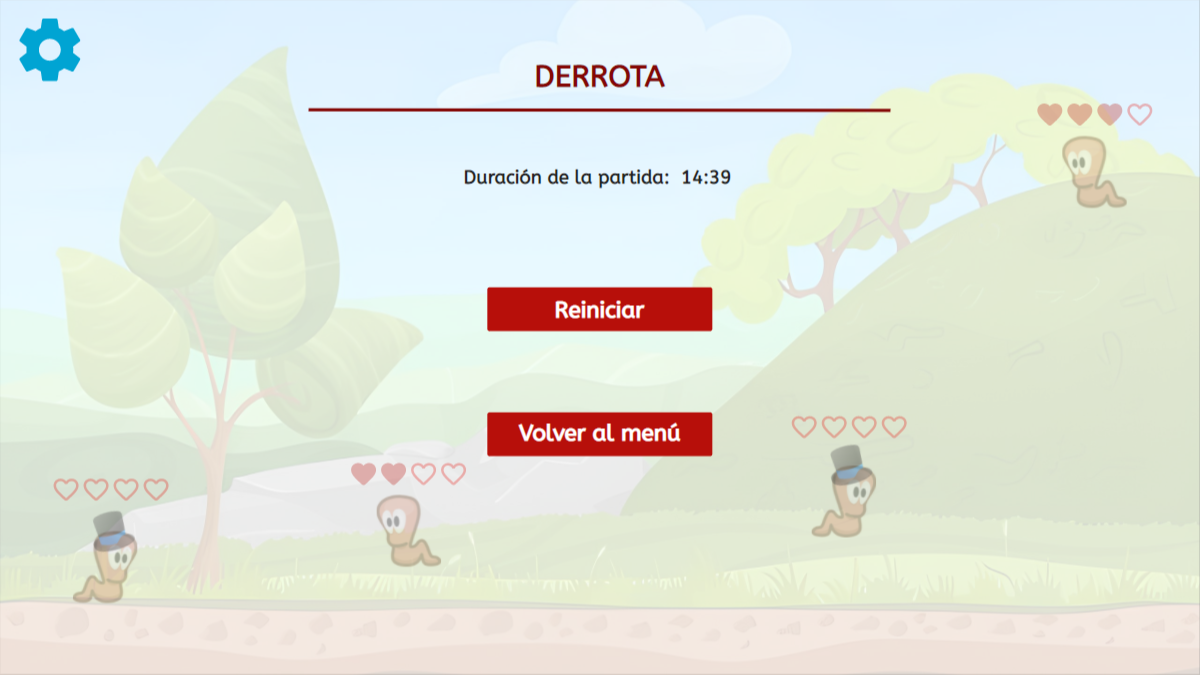 DERROTA
Duración de la partida: 14:39
Reiniciar
Volver al menú